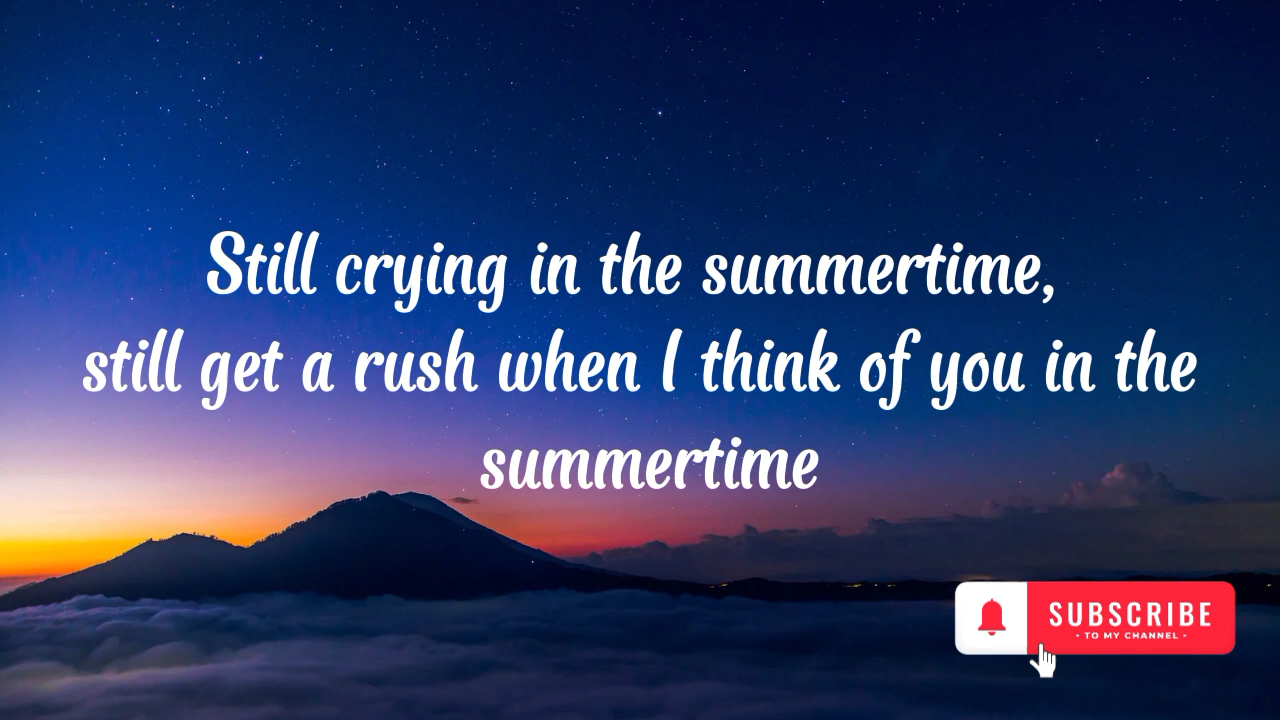 Still crying in the summertime,
still get a rush when I think of you in the
summertime
SUBSCRIBE
- TO MY CHANNEL -